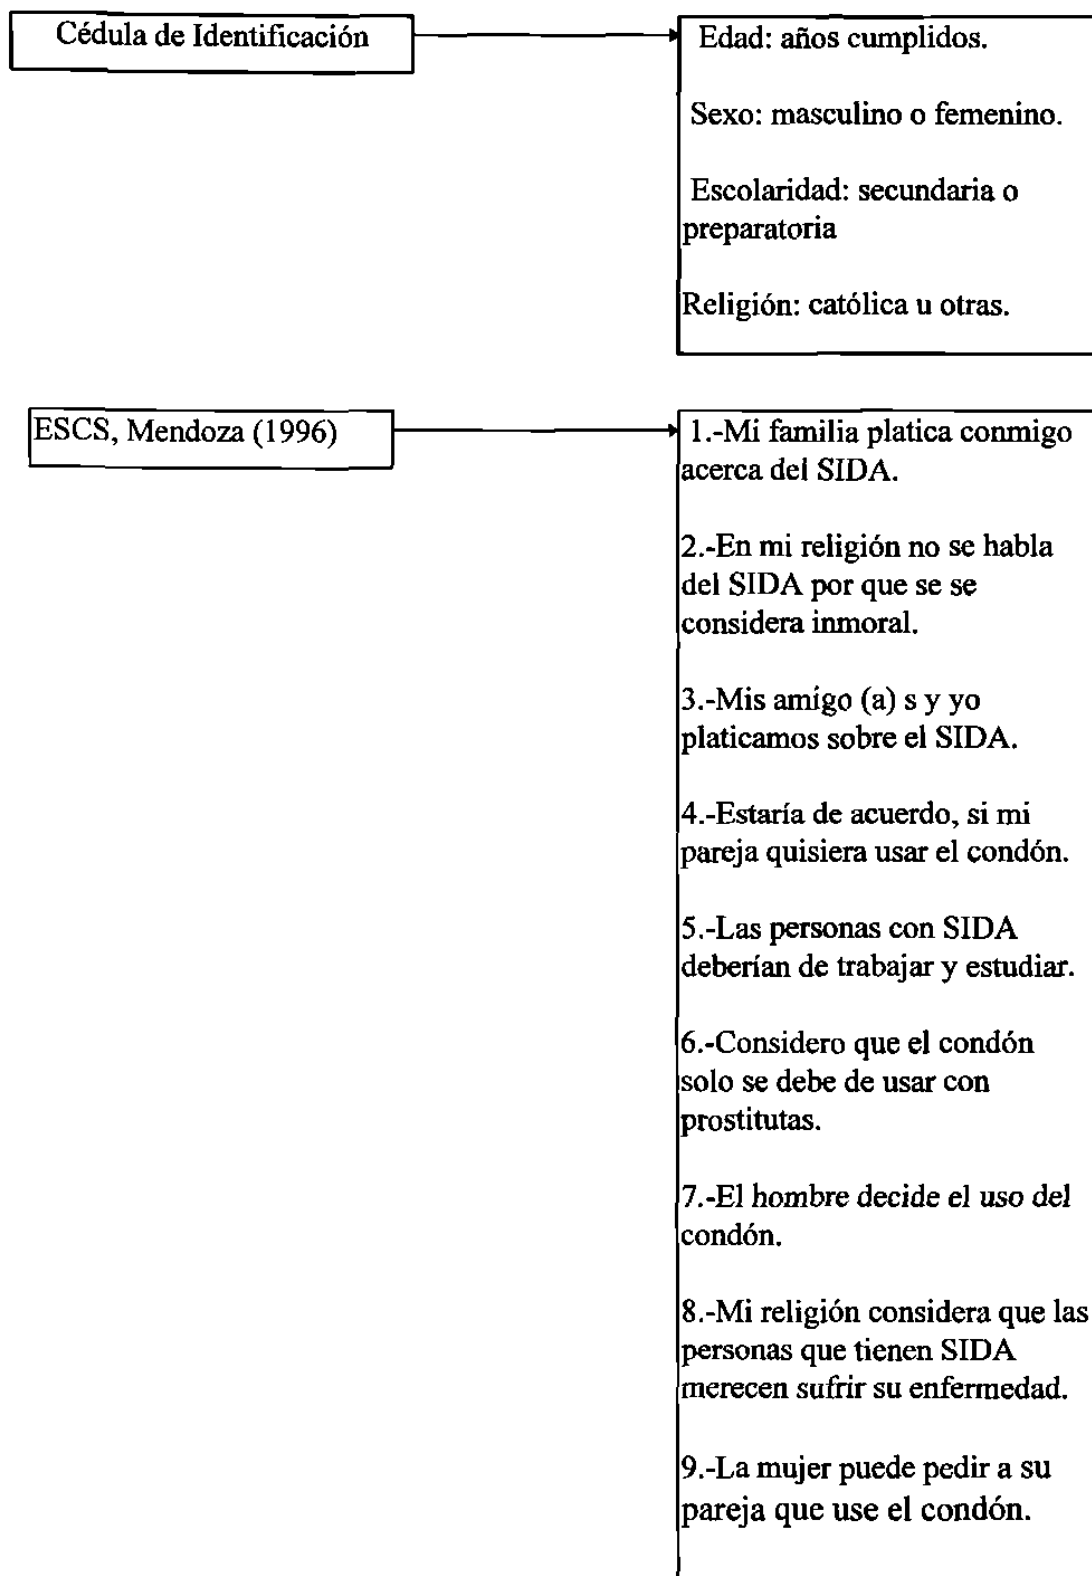 Cédula de Identificación
Edad: años cumplidos.
Sexo: masculino o femenino.
Escolaridad: secundaria o
preparatoria
Religión: católica u otras.
ESCS, Mendoza (1996)
1.-Mi familia platica conmigo
acerca del SIDA.
2.-En mi religión no se habla
del SIDA por que se se
considera inmoral.
3.-Mis amigo (a) s y yo
platicamos sobre el SIDA.
4.-Estaría de acuerdo, si mi
pareja quisiera usar el condón.
5.-Las personas con SIDA
deberían de trabajar y estudiar.
6.-Considero que el condón
solo se debe de usar con
prostitutas.
7.-El hombre decide el uso del
condón.
8.-Mi religión considera que las
personas que tienen SIDA
merecen sufrir su enfermedad.
9.-La mujer puede pedir a su
pareja que use el condón.